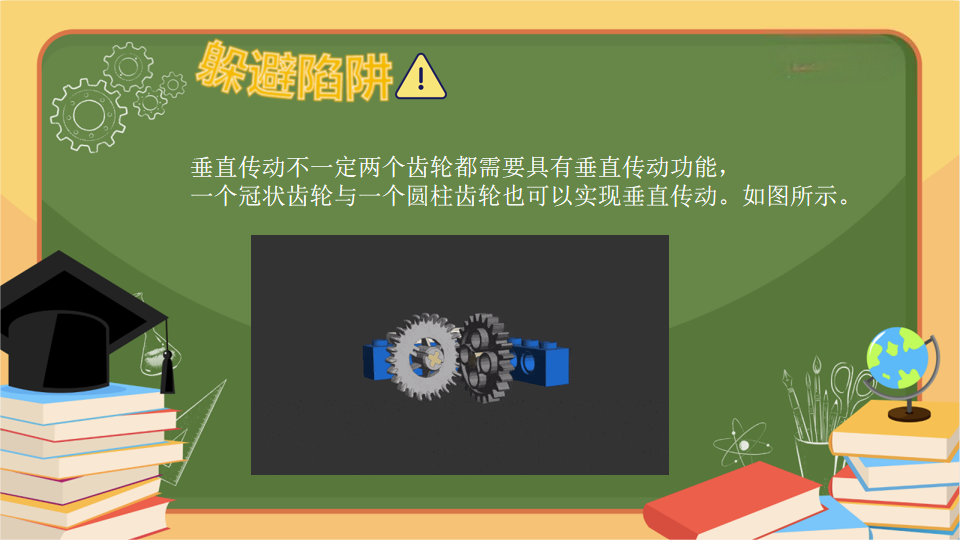 躲避陷阱
垂直传动不一定两个齿轮都需要具有垂直传动功能，
一个冠状齿轮与一个圆柱齿轮也可以实现垂直传动。如图所示。